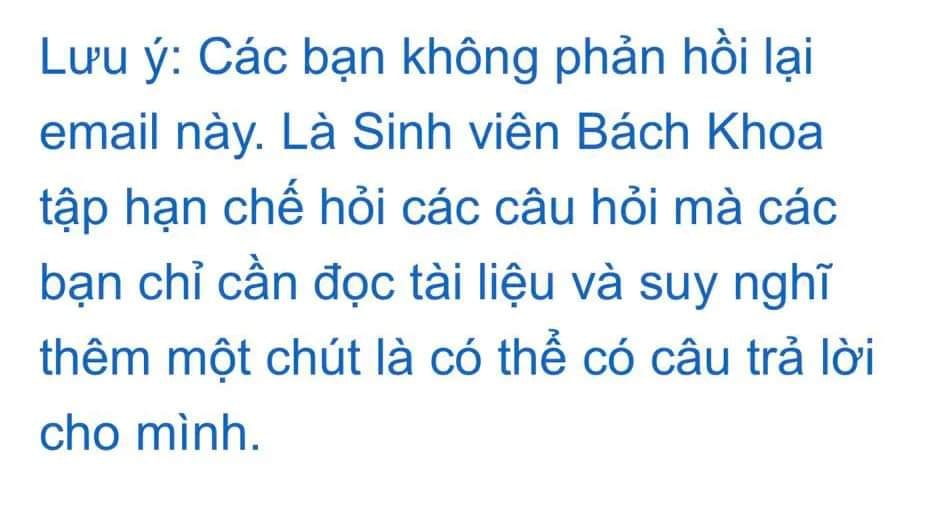 Lưu ý: Các bạn không phản hồi lại
email này. Là Sinh viên Bách Khoa
tập hạn chế hỏi các câu hỏi mà các
bạn chỉ cần đọc tài liệu và suy nghĩ
thêm một chút là có thể có câu trả lời
cho mình.